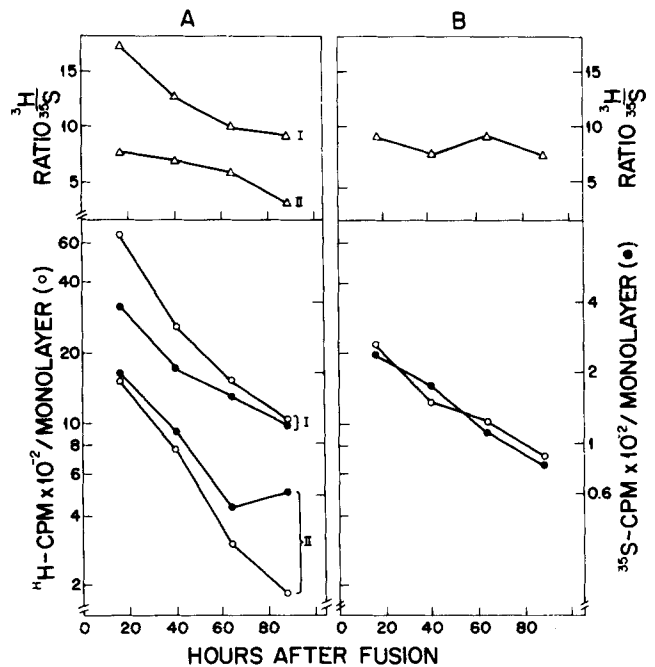 A
B
15
10
5
RATIO ³H/³⁵S
I
II
15
10
5
RATIO ³H/³⁵S
60
40
20
10
8
6
4
2
ᴴH-CPM x 10⁻²/MONOLAYER (○)
I
II
4
2
1
0.6
³⁵S-CPM x 10⁻²/MONOLAYER (●)
0 20 40 60 80
0 20 40 60 80
HOURS AFTER FUSION